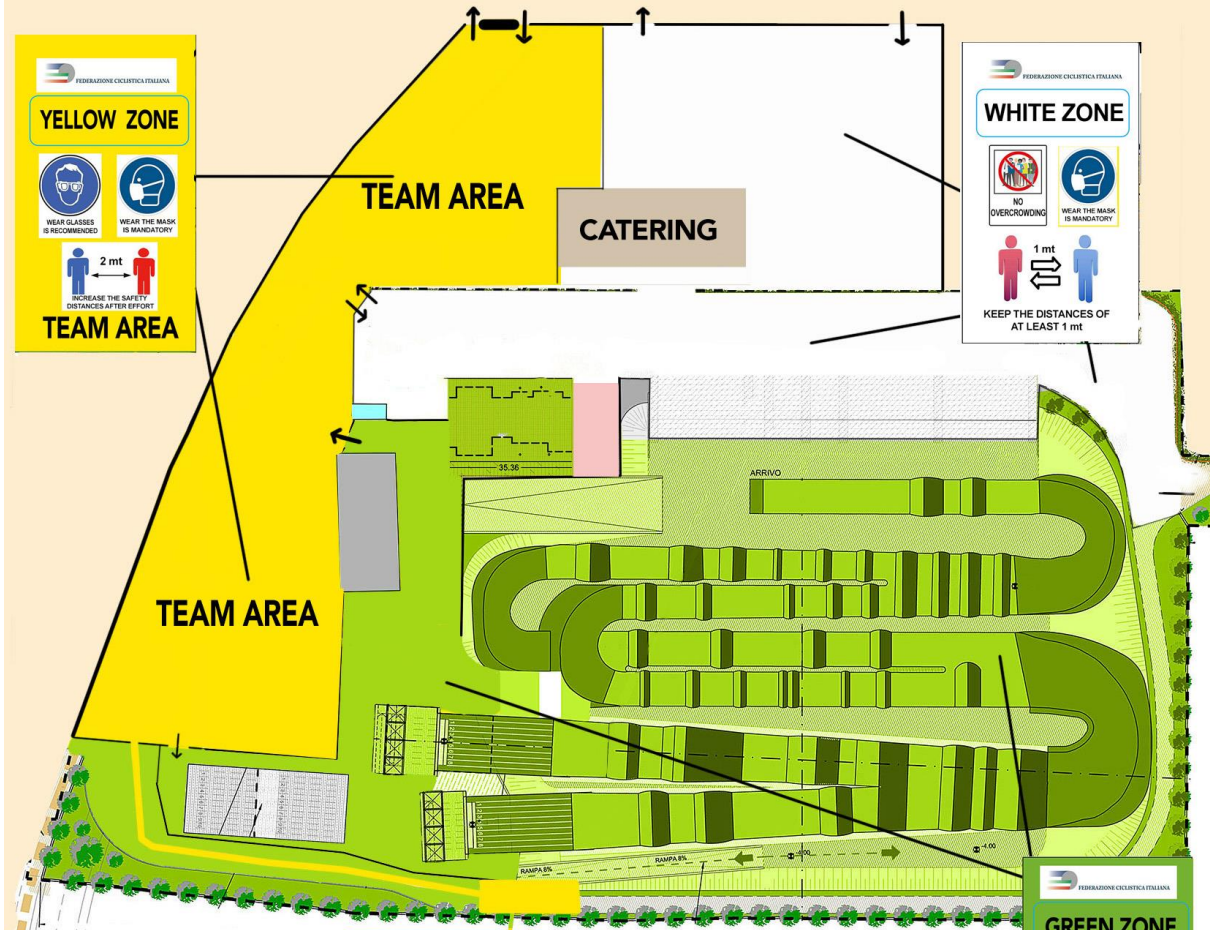 FEDERAZIONE CICLISTICA ITALIANA
YELLOW ZONE
WEAR GLASSES
IS RECOMMENDED
WEAR THE MASK
IS MANDATORY
2 mt
INCREASE THE SAFETY
DISTANCES AFTER EFFORT
TEAM AREA
TEAM AREA
CATERING
FEDERAZIONE CICLISTICA ITALIANA
WHITE ZONE
NO
OVERCROWDING
WEAR THE MASK
IS MANDATORY
1 mt
KEEP THE DISTANCES OF
AT LEAST 1 mt
35.36
ARRIVO
TEAM AREA
RAMPA 8%
RAMPA 8%
-4.00
-4.00
FEDERAZIONE CICLISTICA ITALIANA
GREEN ZONE